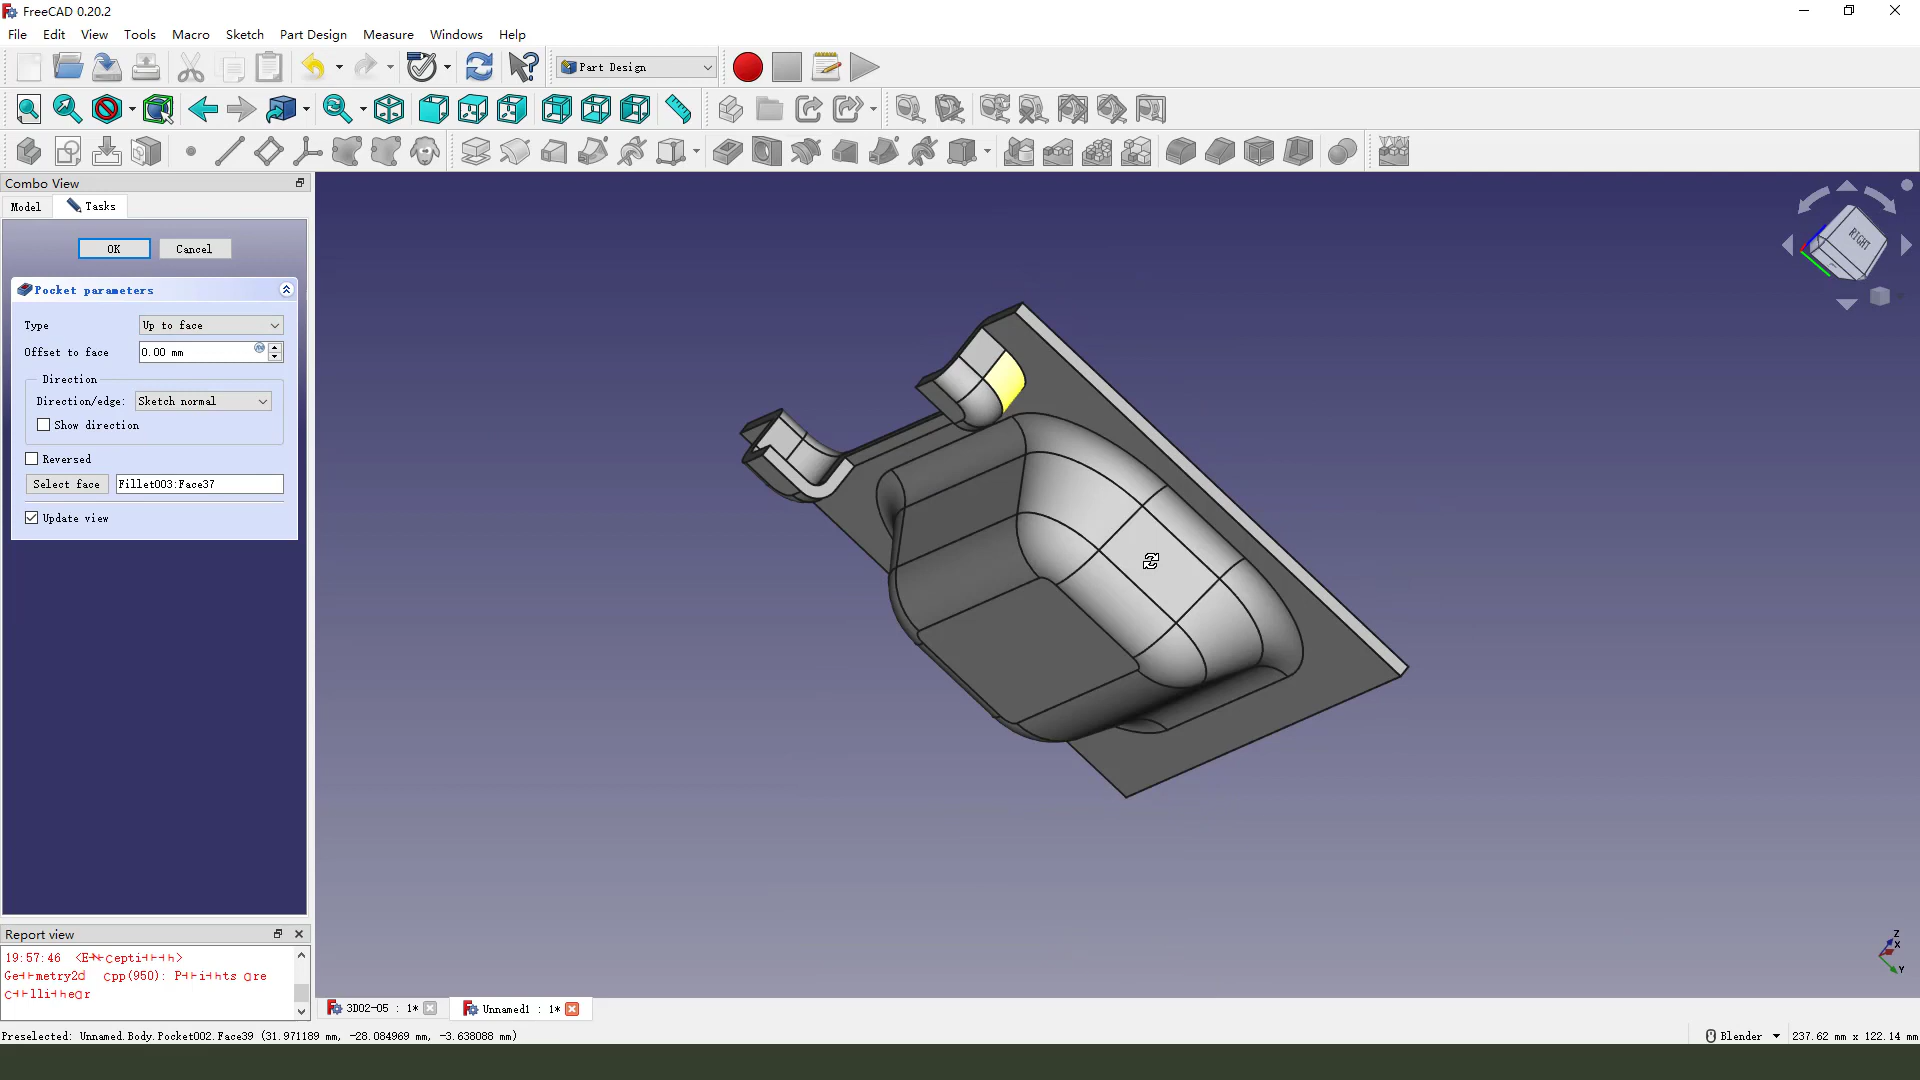 FreeCAD 0.20.2
File Edit View Tools Macro Sketch Part Design Measure Windows Help
Part Design
Combo View
Model Tasks
OK Cancel
Pocket parameters
Type Up to face
Offset to face 0.00 mm
Direction
Direction/edge: Sketch normal
Show direction
Reversed
Select face Fillet003:Face37
Update view
RIGHT
Report view
19:57:46
cpp(950):
Z
X
Y
3D02-05 : 1* Unnamed1 : 1*
Preselected: Unnamed.Body.Pocket002.Face39 (31.971189 mm, -28.084969 mm, -3.638088 mm)
Blender 237.62 mm x 122.14 mm